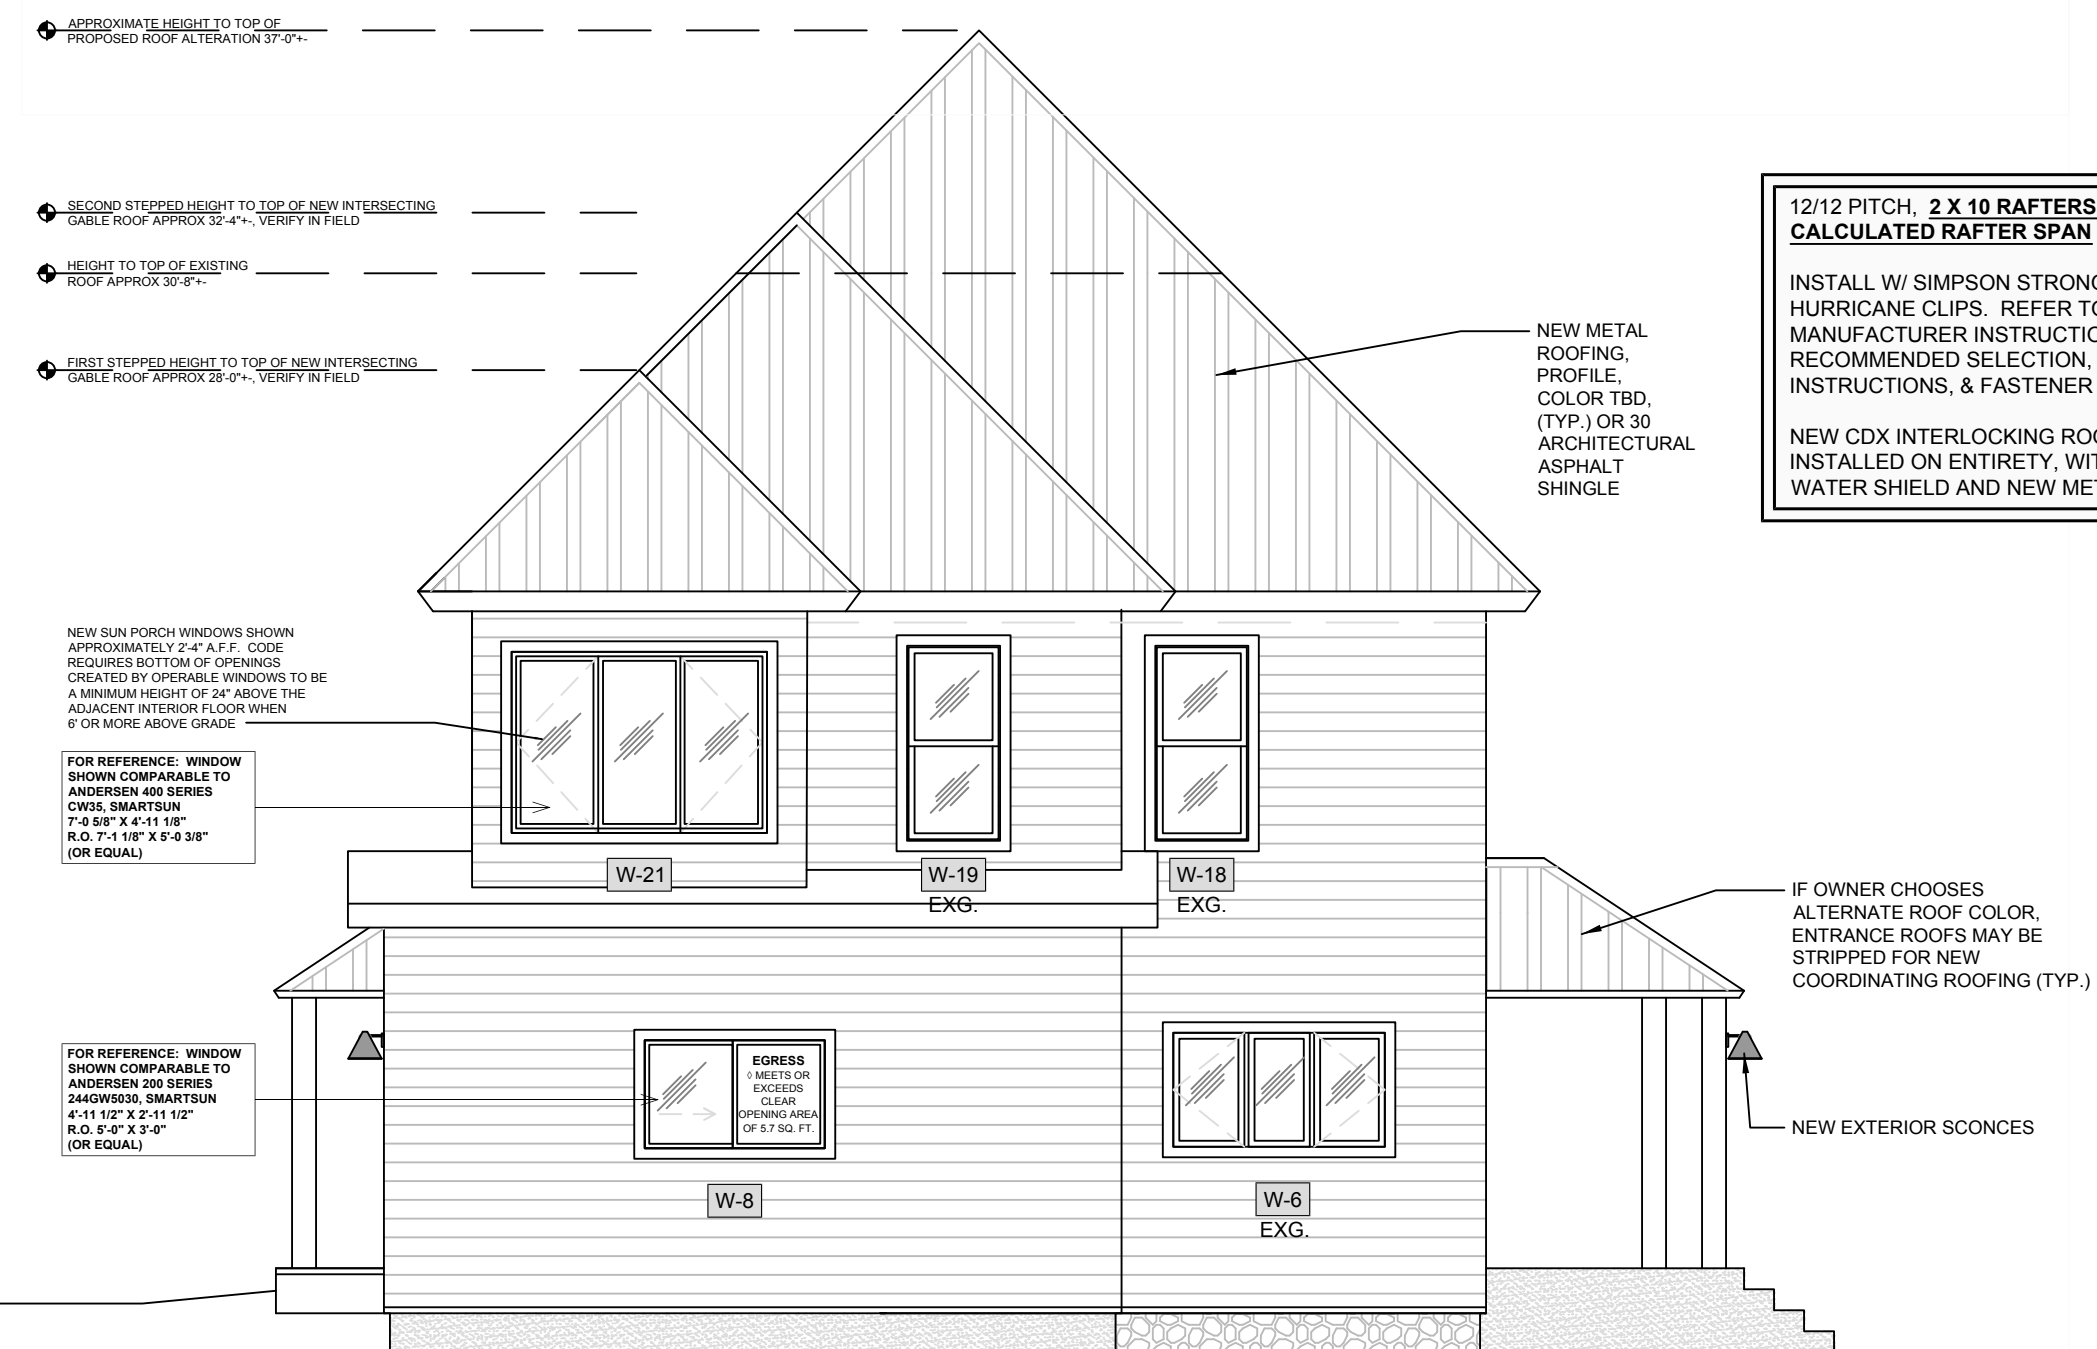 APPROXIMATE HEIGHT TO TOP OF
PROPOSED ROOF ALTERATION 37'-0"+-
SECOND STEPPED HEIGHT TO TOP OF NEW INTERSECTING
GABLE ROOF APPROX 32'-4"+-, VERIFY IN FIELD
HEIGHT TO TOP OF EXISTING
ROOF APPROX 30'-8"+-
FIRST STEPPED HEIGHT TO TOP OF NEW INTERSECTING
GABLE ROOF APPROX 28'-0"+-, VERIFY IN FIELD
12/12 PITCH, 2 X 10 RAFTERS
CALCULATED RAFTER SPAN
INSTALL W/ SIMPSON STRONG
HURRICANE CLIPS. REFER TO
MANUFACTURER INSTRUCTIO
RECOMMENDED SELECTION,
INSTRUCTIONS, & FASTENER
NEW CDX INTERLOCKING ROO
INSTALLED ON ENTIRETY, WIT
WATER SHIELD AND NEW MET
NEW METAL
ROOFING,
PROFILE,
COLOR TBD,
(TYP.) OR 30
ARCHITECTURAL
ASPHALT
SHINGLE
NEW SUN PORCH WINDOWS SHOWN
APPROXIMATELY 2'-4" A.F.F. CODE
REQUIRES BOTTOM OF OPENINGS
CREATED BY OPERABLE WINDOWS TO BE
A MINIMUM HEIGHT OF 24" ABOVE THE
ADJACENT INTERIOR FLOOR WHEN
6' OR MORE ABOVE GRADE
FOR REFERENCE: WINDOW
SHOWN COMPARABLE TO
ANDERSEN 400 SERIES
CW35, SMARTSUN
7'-0 5/8" X 4'-11 1/8"
R.O. 7'-1 1/8" X 5'-0 3/8"
(OR EQUAL)
W-21
W-19
EXG.
W-18
EXG.
IF OWNER CHOOSES
ALTERNATE ROOF COLOR,
ENTRANCE ROOFS MAY BE
STRIPPED FOR NEW
COORDINATING ROOFING (TYP.)
FOR REFERENCE: WINDOW
SHOWN COMPARABLE TO
ANDERSEN 200 SERIES
244GW5030, SMARTSUN
4'-11 1/2" X 2'-11 1/2"
R.O. 5'-0" X 3'-0"
(OR EQUAL)
EGRESS
◊ MEETS OR
EXCEEDS
CLEAR
OPENING AREA
OF 5.7 SQ. FT.
NEW EXTERIOR SCONCES
W-8
W-6
EXG.